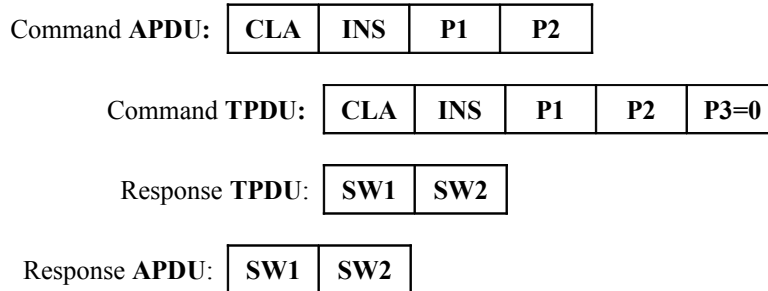 Command APDU: CLA INS P1 P2
Command TPDU: CLA INS P1 P2 P3=0
Response TPDU: SW1 SW2
Response APDU: SW1 SW2